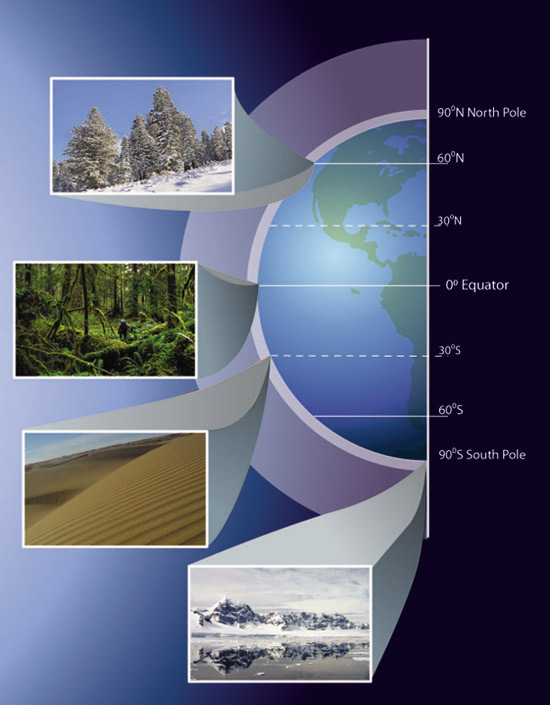 90⁰N North Pole
60⁰N
30⁰N
0⁰ Equator
30⁰S
60⁰S
90⁰S South Pole